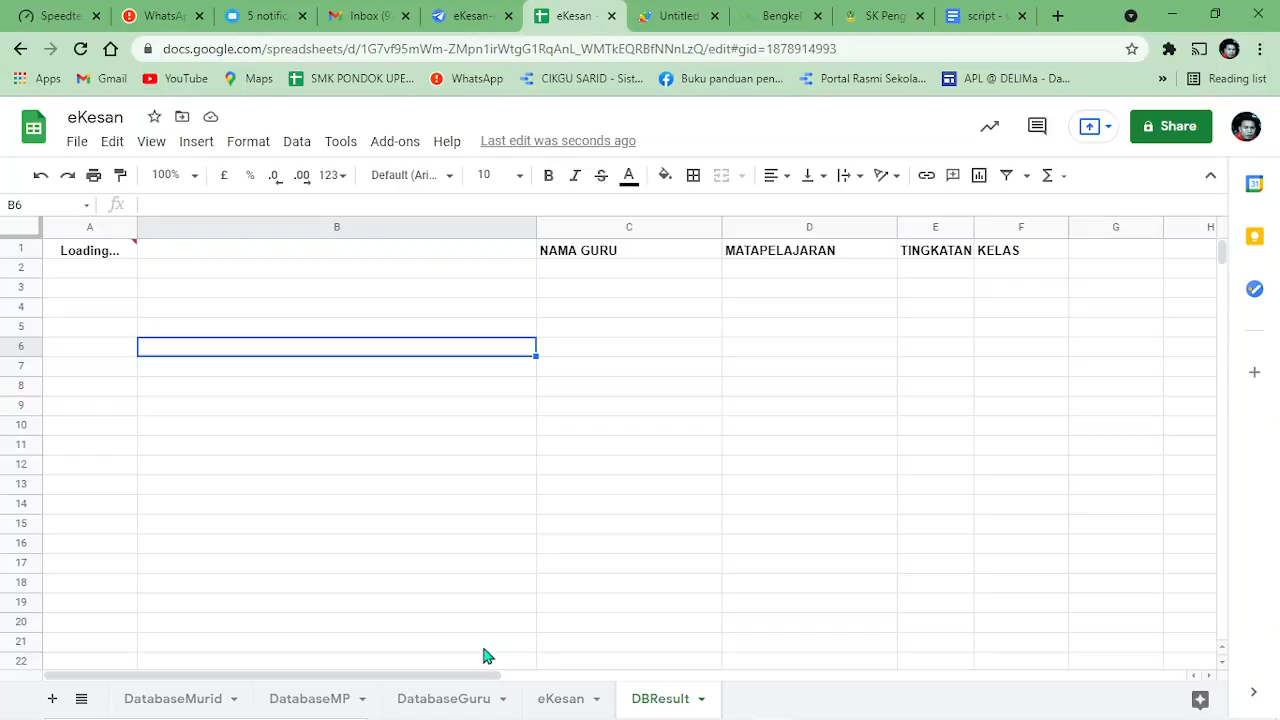 Speedte
WhatsAp
5 notific
Inbox (9
eKesan-
eKesan -
Untitled
Bengkel
SK Peng
script - (
docs.google.com/spreadsheets/d/1G7vf95mWm-ZMpn1irWtgG1RqAnL_WMTkEQRBfNNnLzQ/edit#gid=1878914993
Apps
Gmail
YouTube
Maps
SMK PONDOK UPE...
WhatsApp
CIKGU SARID - Sist...
Buku panduan pen...
Portal Rasmi Sekola...
APL @ DELIMa - Da...
»
Reading list
eKesan
File Edit View Insert Format Data Tools Add-ons Help Last edit was seconds ago
Share
100% £ % .0 .00 123 Default (Ari... 10 B I S A Σ
B6 fx
A B C D E F G H
1 Loading... NAMA GURU MATAPELAJARAN TINGKATAN KELAS
2
3
4
5
6
7
8
9
10
11
12
13
14
15
16
17
18
19
20
21
22
DatabaseMurid DatabaseMP DatabaseGuru eKesan DBResult